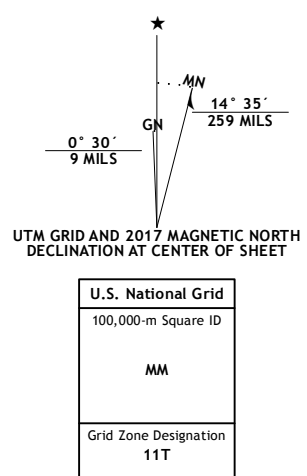 ★
MN
GN
14° 35´
259 MILS
0° 30´
9 MILS
UTM GRID AND 2017 MAGNETIC NORTH
DECLINATION AT CENTER OF SHEET
U.S. National Grid
100,000-m Square ID
MM
Grid Zone Designation
11T